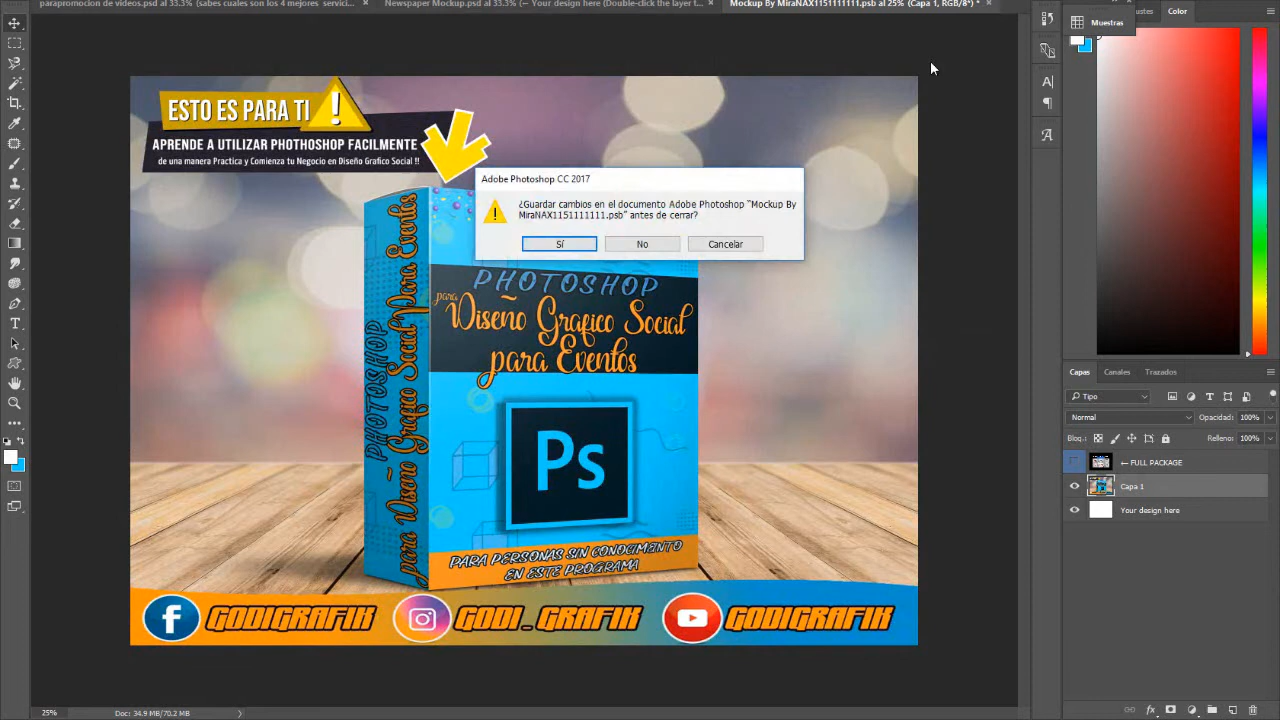 parapromocion de videos.psd al 33.3% (sabes cuales son los 4 mejores servici...
Newspaper Mockup.psd al 33.3% (← Your design here (Double-click the layer t...
Mockup By MiraNAX1151111111.psb al 25% (Capa 1, RGB/8*) *
Muestras
stes
Color
ESTO ES PARA TI !
APRENDE A UTILIZAR PHOTHOSHOP FACILMENTE
de una manera Practica y Comienza tu Negocio en Diseño Grafico Social !!
Adobe Photoshop CC 2017
¿Guardar cambios en el documento Adobe Photoshop "Mockup By
MiraNAX1151111111.psb" antes de cerrar?
Sí
No
Cancelar
PHOTOSHOP
para Diseño Grafico Social Para Eventos
PHOTOSHOP
para
Diseño Grafico Social
para Eventos
Ps
PARA PERSONAS SIN CONOCIMENTO
EN ESTE PROGRAMA
GODIGRAFIX
GODI_GRAFIX
GODIGRAFIX
Capas
Canales
Trazados
Tipo
Normal
Opacidad: 100%
Bloq.:
Relleno: 100%
← FULL PACKAGE
Capa 1
Your design here
25%
Doc: 34.9 MB/70.2 MB